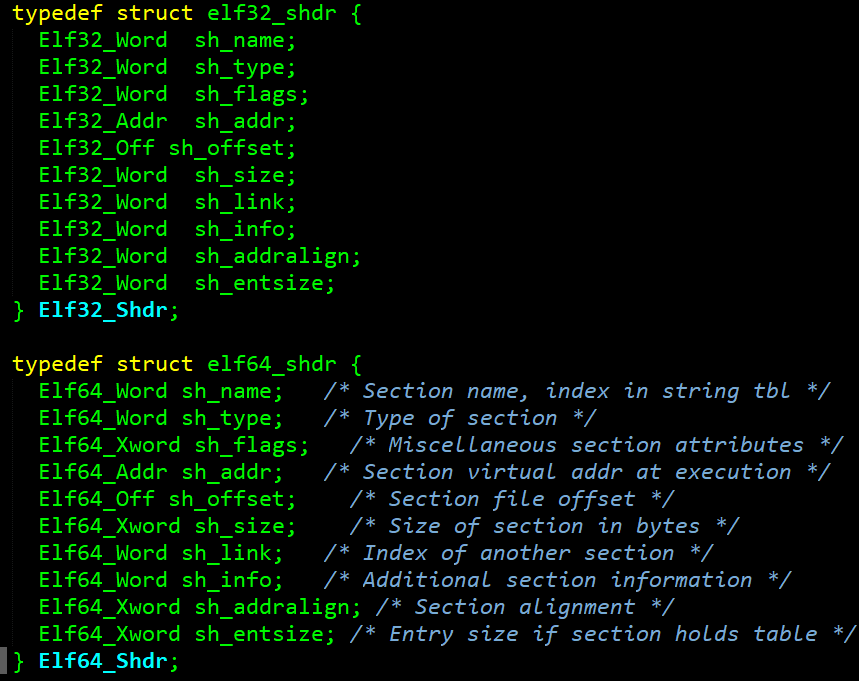 typedef struct elf32_shdr {
  Elf32_Word  sh_name;
  Elf32_Word  sh_type;
  Elf32_Word  sh_flags;
  Elf32_Addr  sh_addr;
  Elf32_Off sh_offset;
  Elf32_Word  sh_size;
  Elf32_Word  sh_link;
  Elf32_Word  sh_info;
  Elf32_Word  sh_addralign;
  Elf32_Word  sh_entsize;
} Elf32_Shdr;

typedef struct elf64_shdr {
  Elf64_Word sh_name;   /* Section name, index in string tbl */
  Elf64_Word sh_type;   /* Type of section */
  Elf64_Xword sh_flags;   /* Miscellaneous section attributes */
  Elf64_Addr sh_addr;   /* Section virtual addr at execution */
  Elf64_Off sh_offset;    /* Section file offset */
  Elf64_Xword sh_size;    /* Size of section in bytes */
  Elf64_Word sh_link;   /* Index of another section */
  Elf64_Word sh_info;   /* Additional section information */
  Elf64_Xword sh_addralign; /* Section alignment */
  Elf64_Xword sh_entsize; /* Entry size if section holds table */
} Elf64_Shdr;